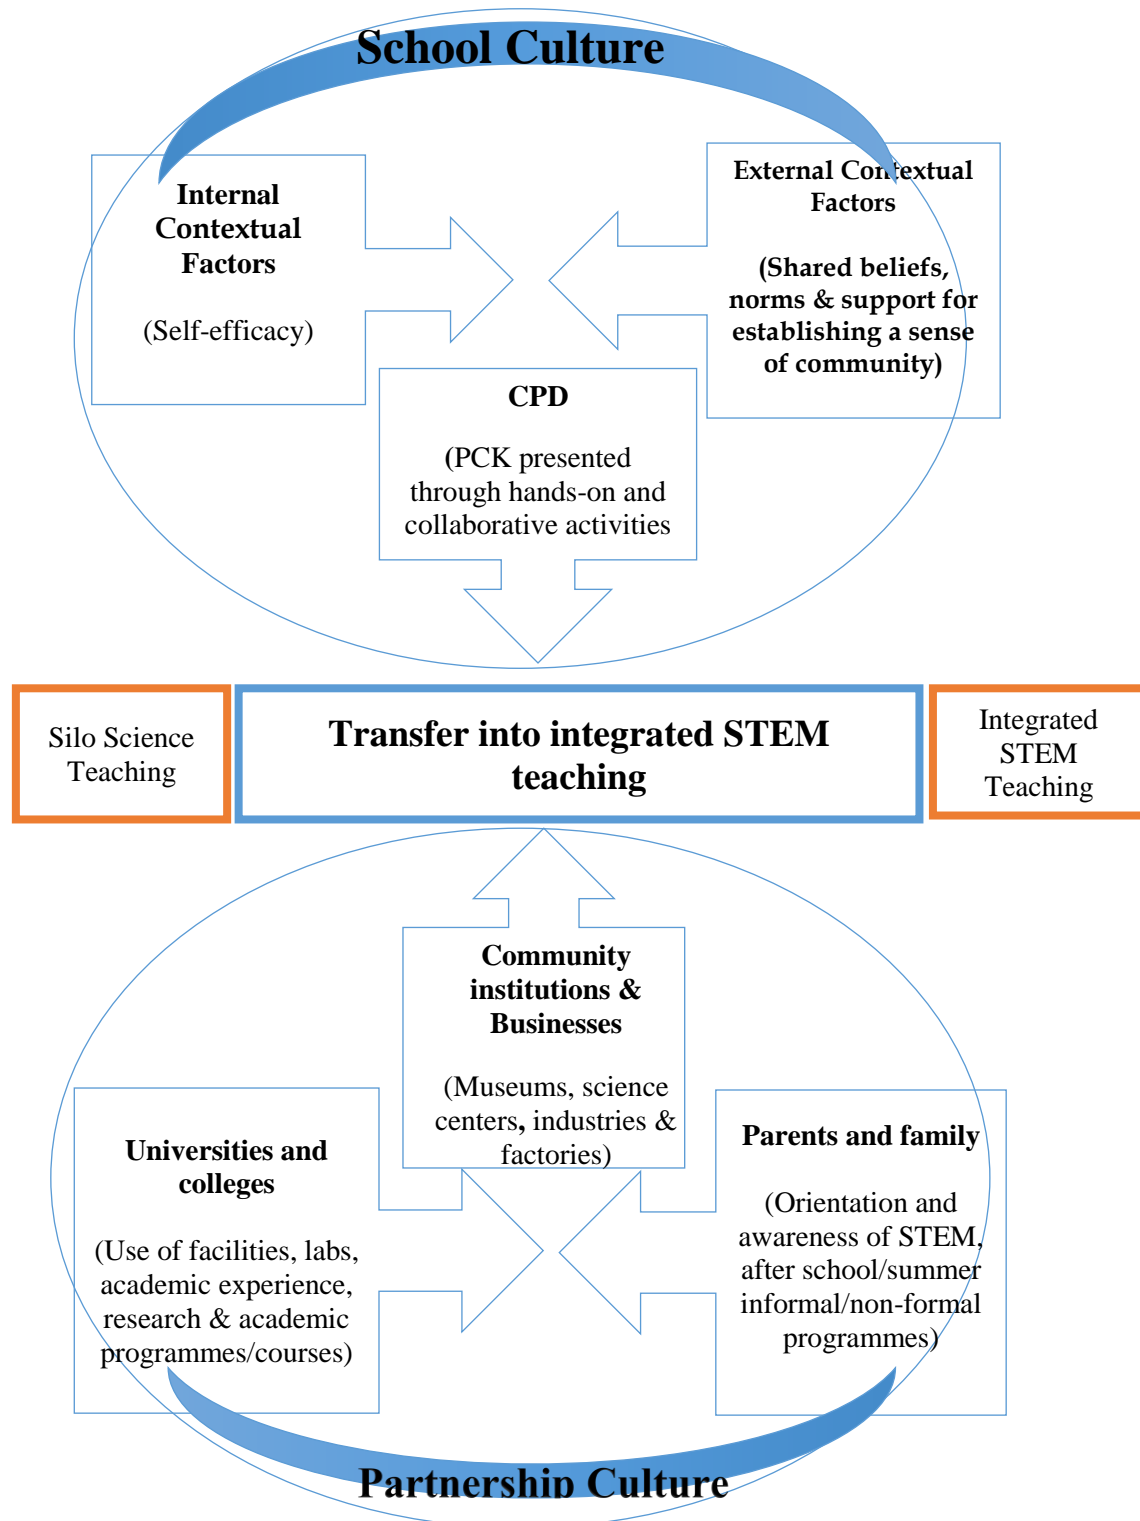 School Culture
Internal
Contextual
Factors
(Self-efficacy)
External Contextual
Factors
(Shared beliefs,
norms & support for
establishing a sense
of community)
CPD
(PCK presented
through hands-on and
collaborative activities
Silo Science
Teaching
Transfer into integrated STEM
teaching
Integrated
STEM
Teaching
Community
institutions &
Businesses
(Museums, science
centers, industries &
factories)
Universities and
colleges
(Use of facilities, labs,
academic experience,
research & academic
programmes/courses)
Parents and family
(Orientation and
awareness of STEM,
after school/summer
informal/non-formal
programmes)
Partnership Culture